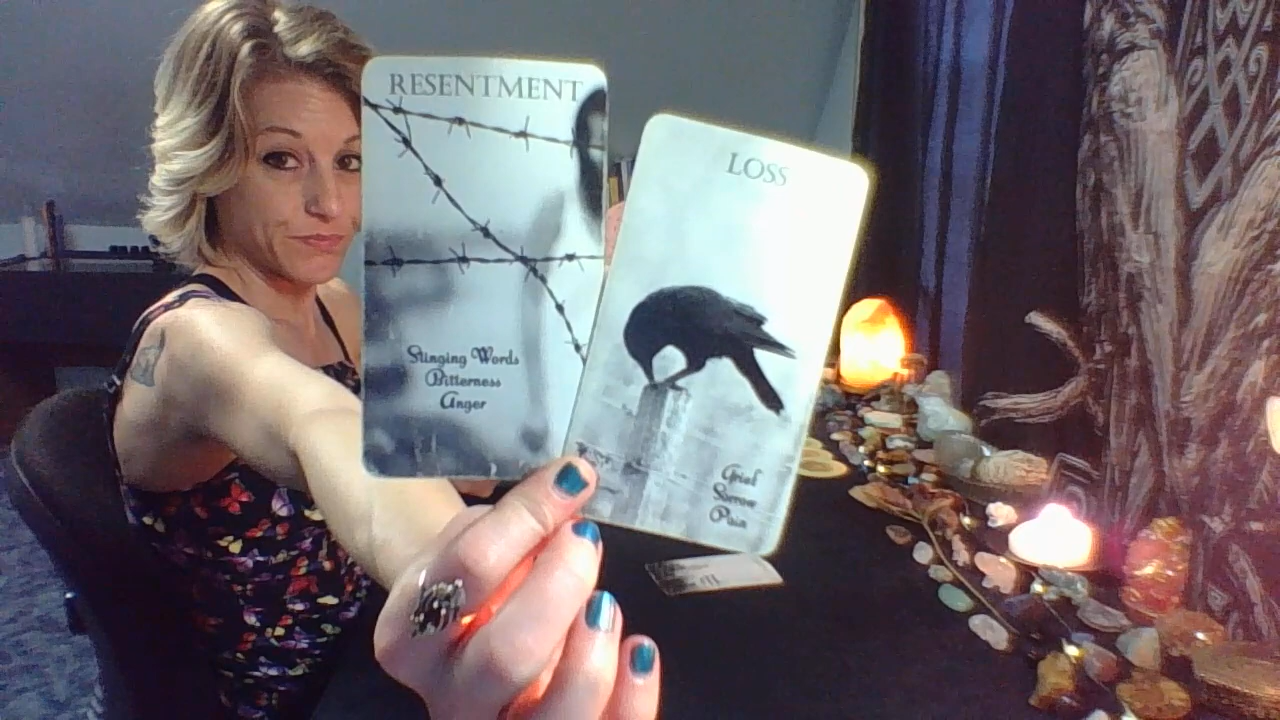 RESENTMENT
Stinging Words
Bitterness
Anger
LOSS
Grief
Sorrow
Pain